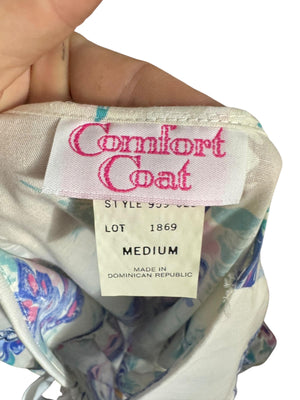 Comfort
Coat
STYLE
LOT 1869
MEDIUM
MADE IN
DOMINICAN REPUBLIC